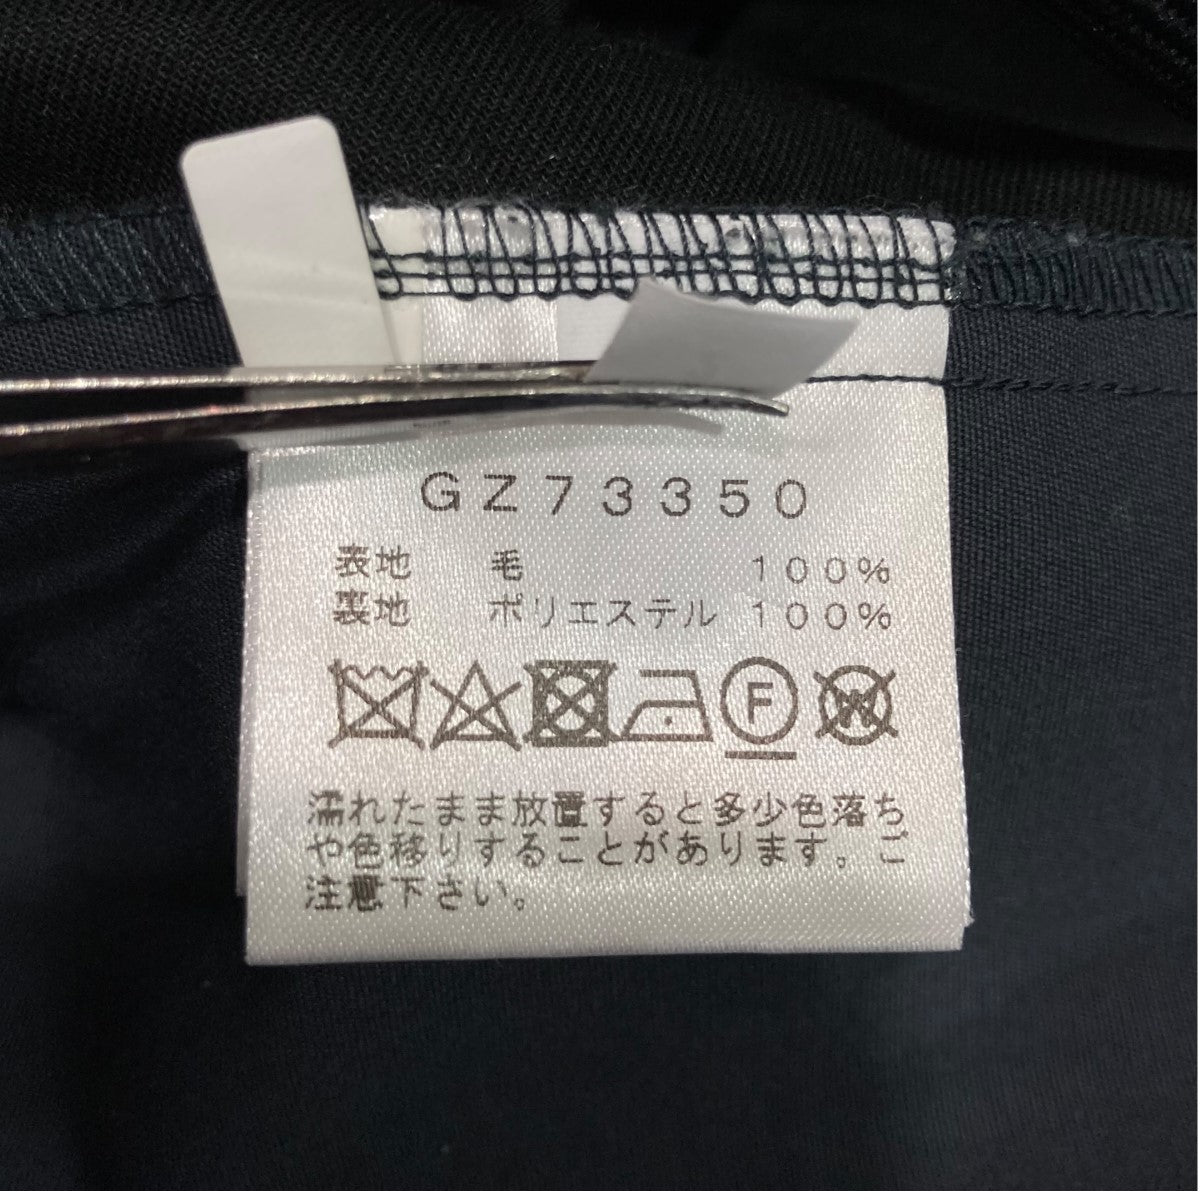 GZ73350
表地 毛 100%
裏地 ポリエステル 100%
F
W
濡れたまま放置すると多少色落ち
や色移りすることがあります。ご
注意下さい。